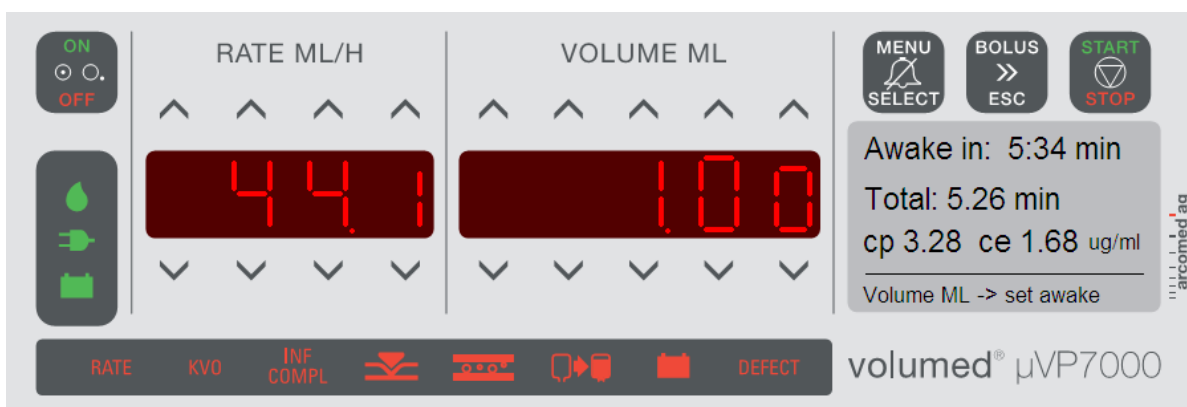 ON
OFF
RATE ML/H
VOLUME ML
MENU
SELECT
BOLUS
ESC
START
STOP
44.1
1.00
Awake in: 5:34 min
Total: 5.26 min
cp 3.28 ce 1.68 ug/ml
Volume ML -> set awake
arcomed ag
RATE
KVO
INF
COMPL
DEFECT
volumed® µVP7000